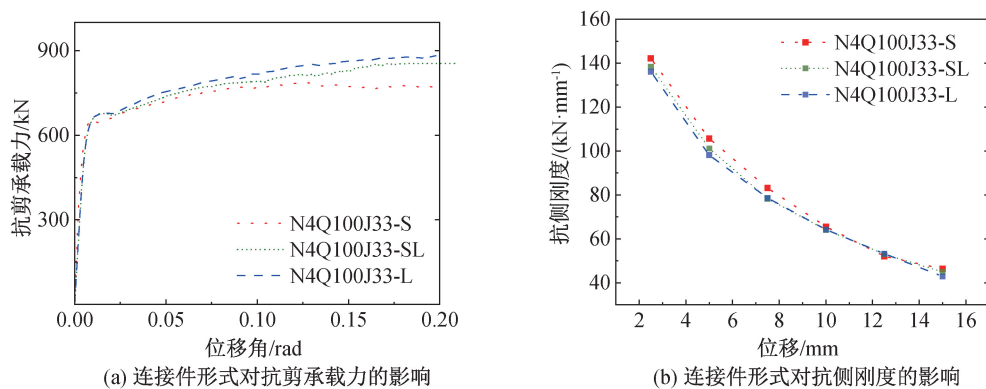 900
600
300
0.00 0.05 0.10 0.15 0.20
抗剪承载力/kN
N4Q100J33-S
N4Q100J33-SL
N4Q100J33-L
位移角/rad
(a) 连接件形式对抗剪承载力的影响
160
140
120
100
80
60
40
2 4 6 8 10 12 14 16
抗侧刚度/(kN·mm⁻¹)
N4Q100J33-S
N4Q100J33-SL
N4Q100J33-L
位移/mm
(b) 连接件形式对抗侧刚度的影响